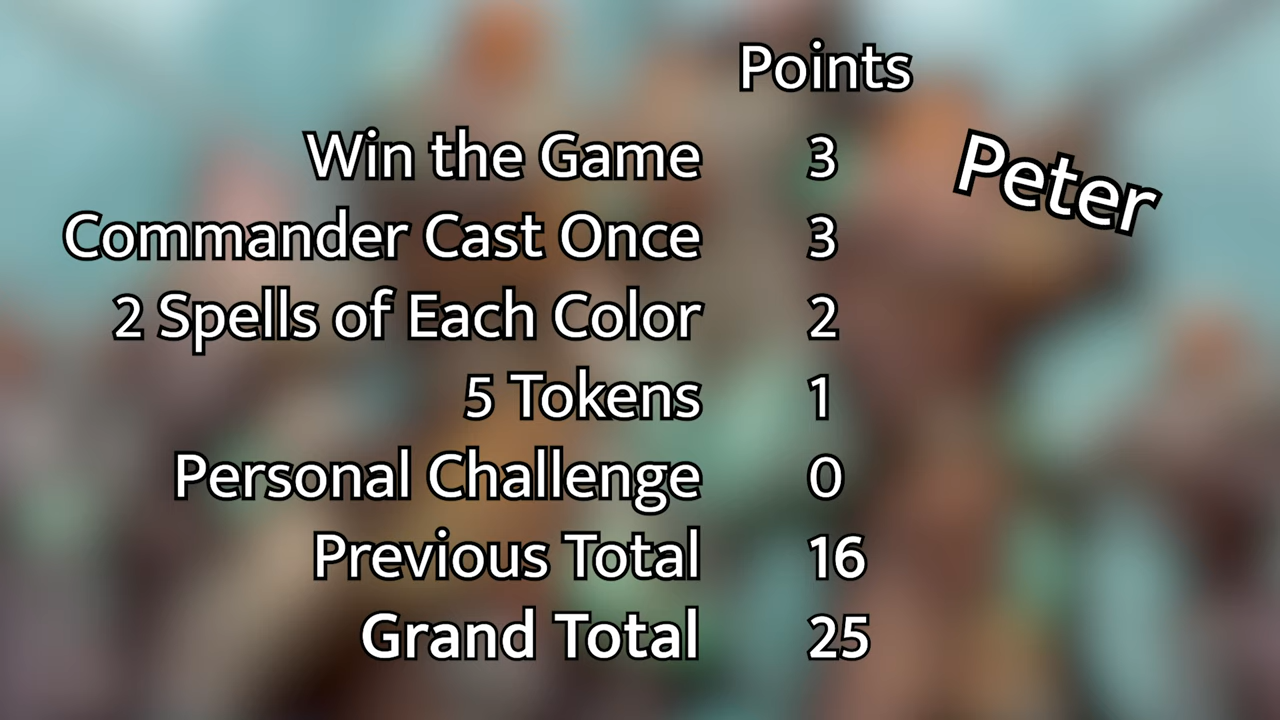 Points
Win the Game 3
Peter
Commander Cast Once 3
2 Spells of Each Color 2
5 Tokens 1
Personal Challenge 0
Previous Total 16
Grand Total 25